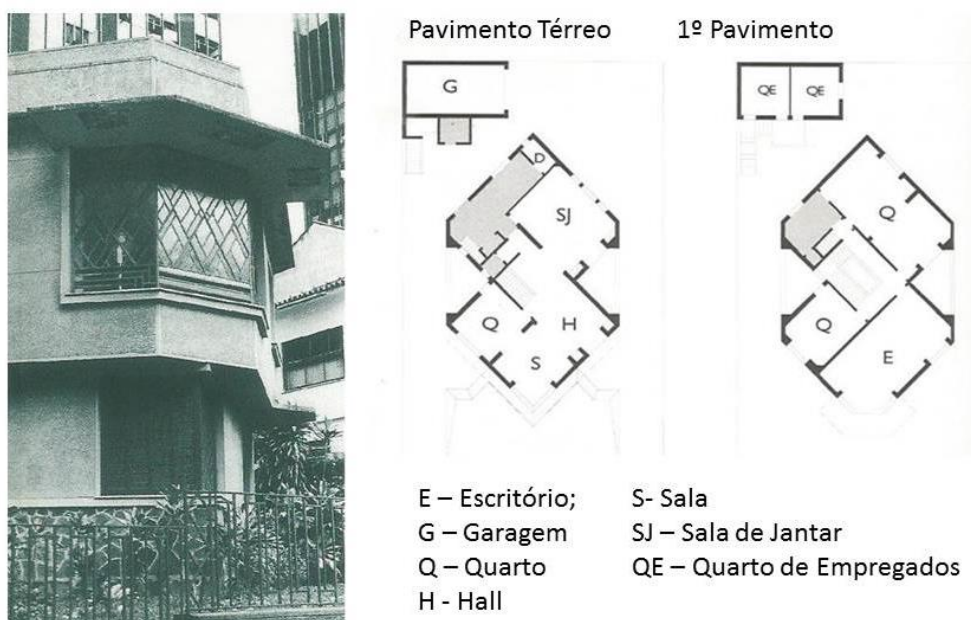 Pavimento Térreo
1º Pavimento
G
QE QE
D
SJ
Q
Q
H
S
Q
E
E – Escritório;
G – Garagem
Q – Quarto
H - Hall
S- Sala
SJ – Sala de Jantar
QE – Quarto de Empregados